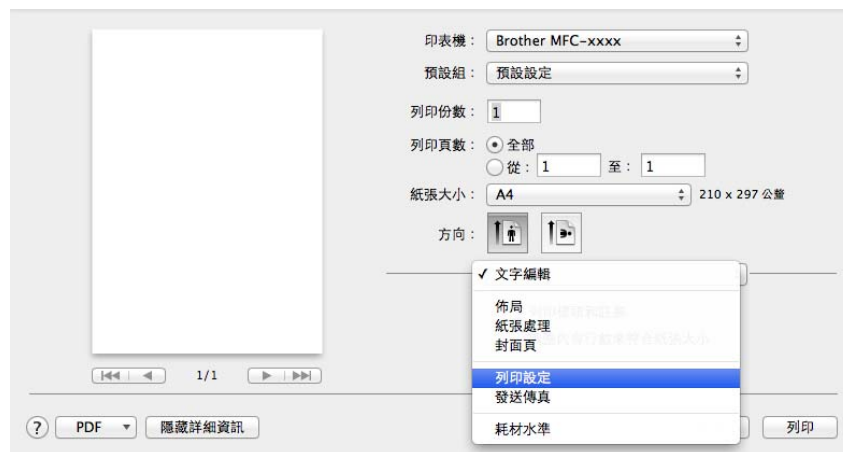 印表機： Brother MFC-xxxx
預設組： 預設設定
列印份數： 1
列印頁數： 全部
從： 1 至： 1
紙張大小： A4 210 x 297 公釐
方向：
✓ 文字編輯
佈局
紙張處理
封面頁
列印設定
發送傳真
耗材水準
1/1
? PDF 隱藏詳細資訊 列印